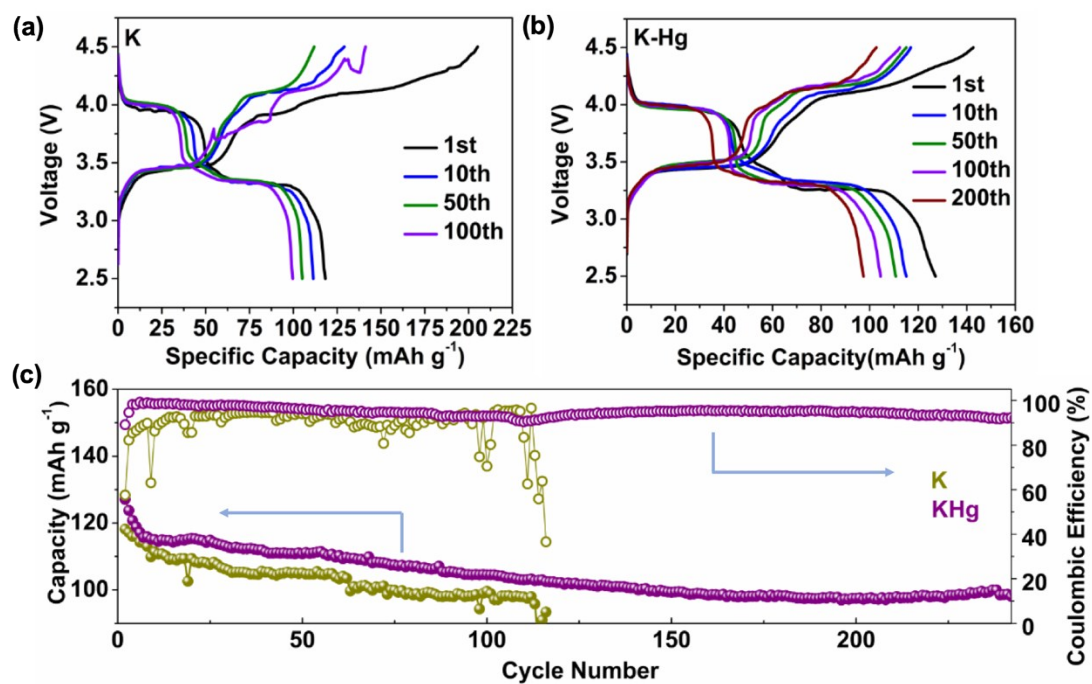 (a)
K
Voltage (V)
4.5
4.0
3.5
3.0
2.5
1st
10th
50th
100th
0 25 50 75 100 125 150 175 200 225
Specific Capacity (mAh g-1)
(b)
K-Hg
Voltage (V)
4.5
4.0
3.5
3.0
2.5
1st
10th
50th
100th
200th
0 20 40 60 80 100 120 140 160
Specific Capacity(mAh g-1)
(c)
Capacity (mAh g-1)
160
140
120
100
K
KHg
100
80
60
40
20
0
Coulombic Efficiency (%)
0 50 100 150 200
Cycle Number